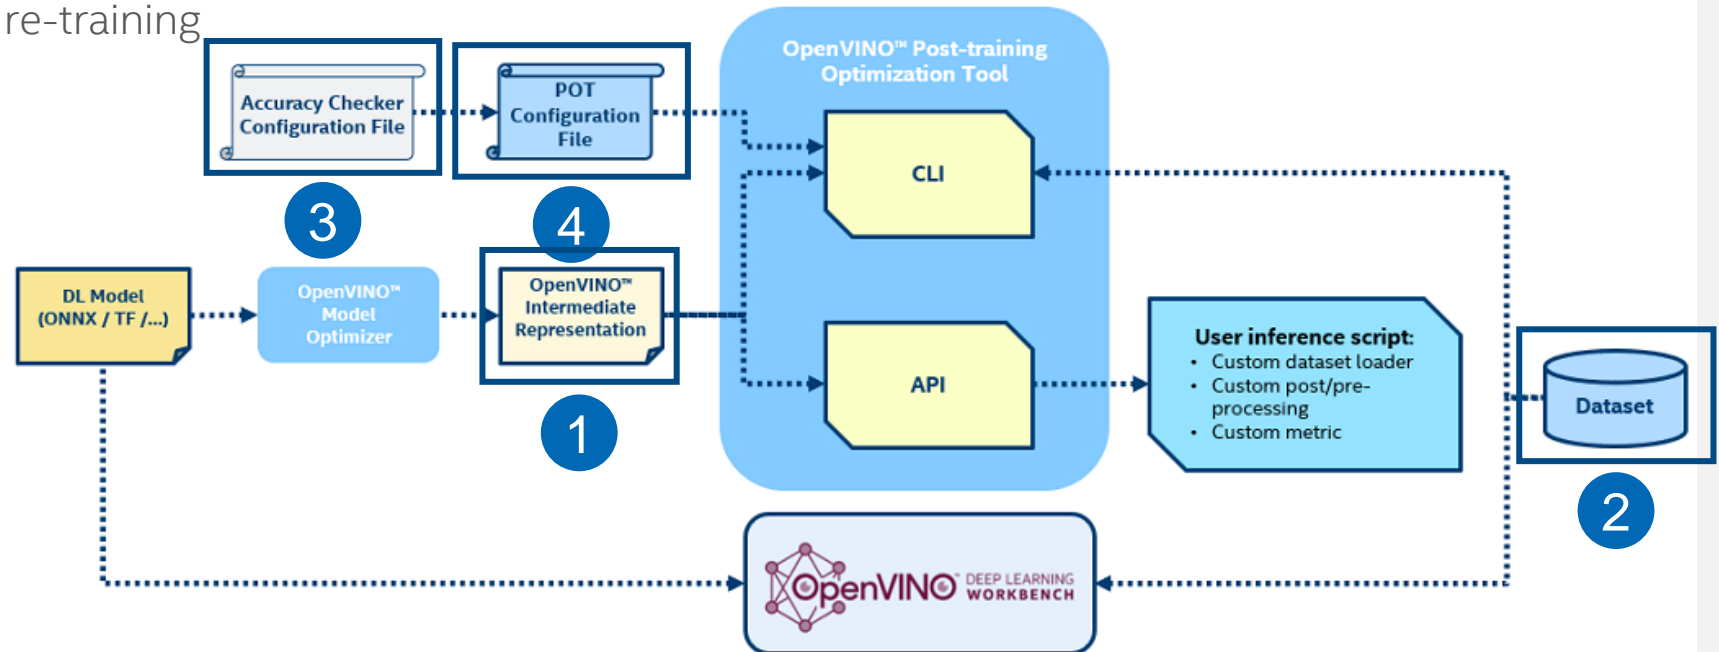 re-training
OpenVINO™ Post-training
Optimization Tool
Accuracy Checker
Configuration File
POT
Configuration
File
CLI
3
4
DL Model
(ONNX / TF /...)
OpenVINO™
Model
Optimizer
OpenVINO™
Intermediate
Representation
User inference script:
• Custom dataset loader
• Custom post/pre-
processing
• Custom metric
API
Dataset
1
2
OpenVINO™ DEEP LEARNING
WORKBENCH